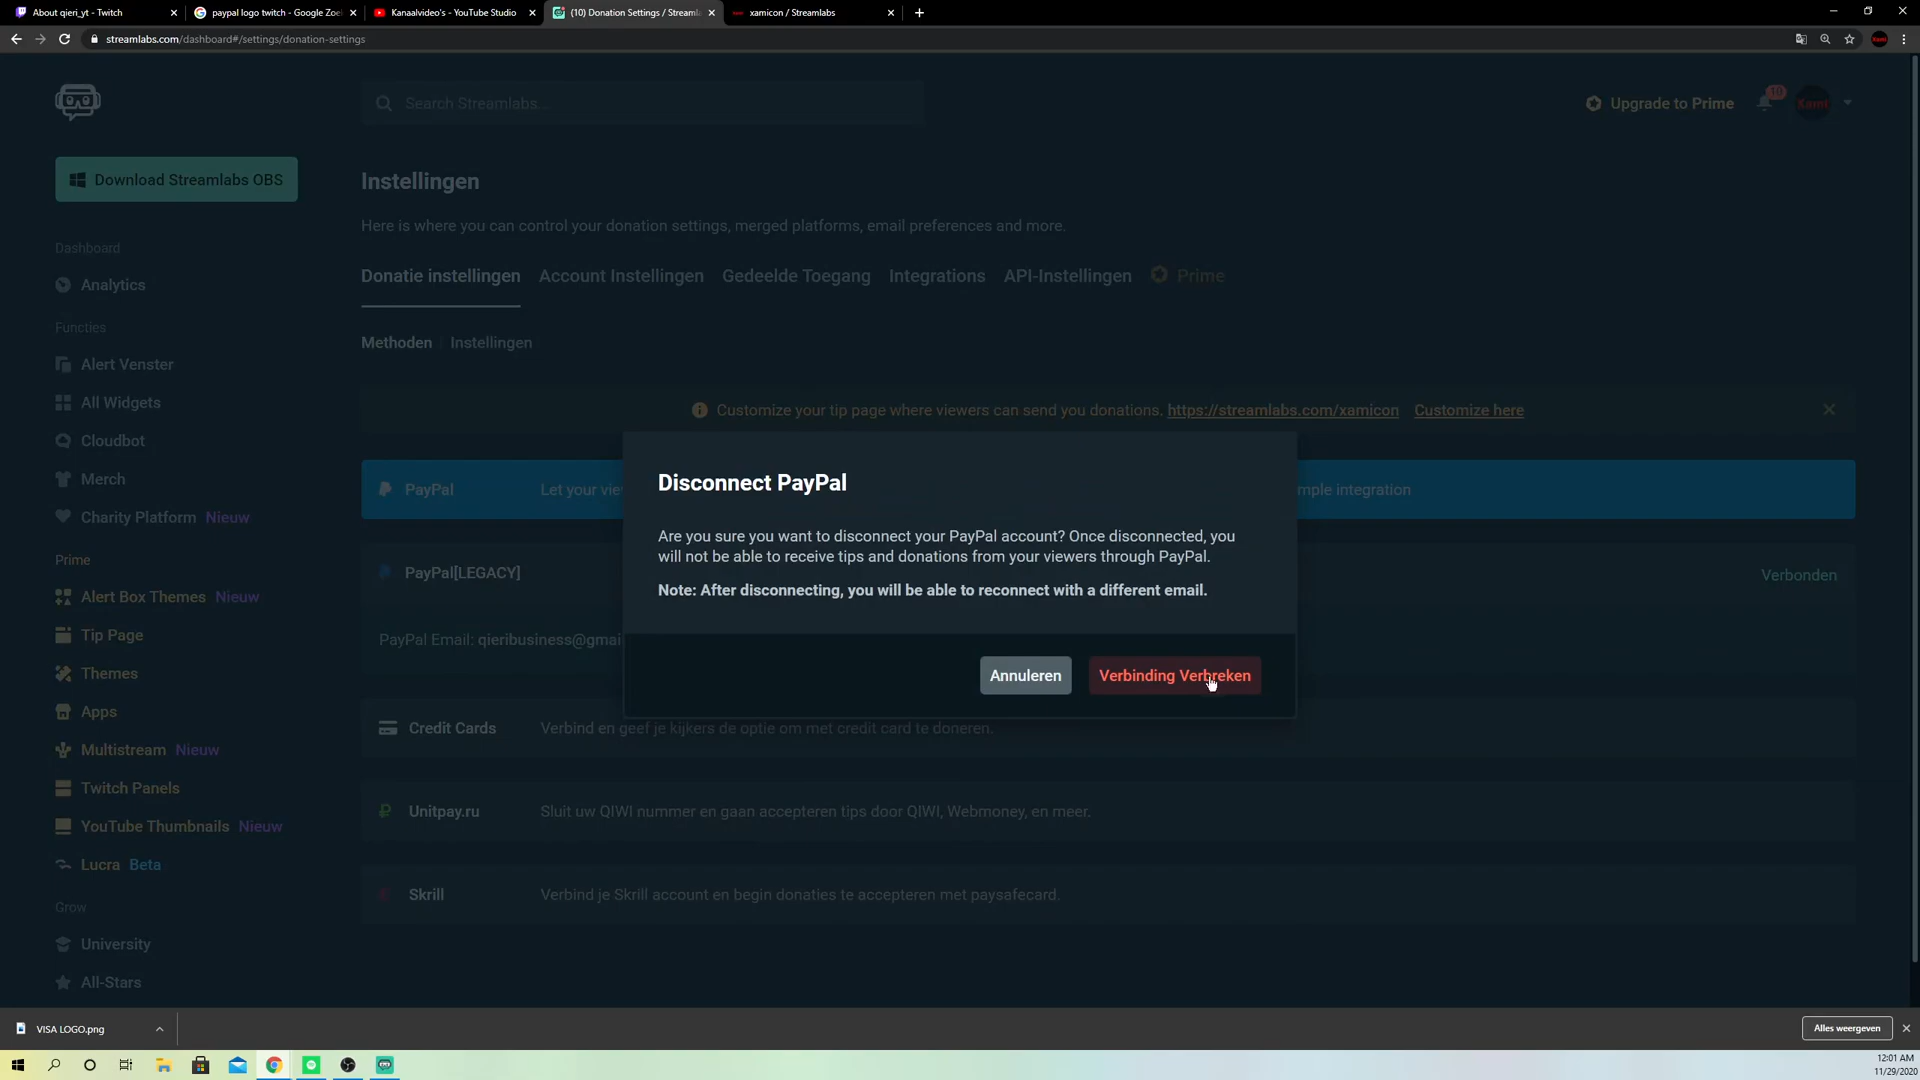 About qieri_yt - Twitch
paypal logo twitch - Google Zoe
Kanaalvideo's - YouTube Studio
(10) Donation Settings / Streaml
xamicon / Streamlabs
streamlabs.com/dashboard#/settings/donation-settings
Search Streamlabs...
Upgrade to Prime
10
Xami
Download Streamlabs OBS
Instellingen
Here is where you can control your donation settings, merged platforms, email preferences and more.
Dashboard
Donatie instellingen Account Instellingen Gedeelde Toegang Integrations API-Instellingen Prime
Analytics
Functies
Methoden Instellingen
Alert Venster
All Widgets
Customize your tip page where viewers can send you donations. https://streamlabs.com/xamicon Customize here
Cloudbot
Merch
Disconnect PayPal
PayPal Let your vie
mple integration
Charity Platform Nieuw
Are you sure you want to disconnect your PayPal account? Once disconnected, you
will not be able to receive tips and donations from your viewers through PayPal.
Prime
PayPal[LEGACY]
Verbonden
Note: After disconnecting, you will be able to reconnect with a different email.
Alert Box Themes Nieuw
Tip Page
PayPal Email: qieribusiness@gmai
Themes
Annuleren
Verbinding Verbreken
Apps
Credit Cards Verbind en geef je kijkers de optie om met credit card te doneren.
Multistream Nieuw
Twitch Panels
Unitpay.ru Sluit uw QIWI nummer en gaan accepteren tips door QIWI, Webmoney, en meer.
YouTube Thumbnails Nieuw
Lucra Beta
Skrill Verbind je Skrill account en begin donaties te accepteren met paysafecard.
Grow
University
All-Stars
VISA LOGO.png
Alles weergeven
12:01 AM
11/29/2020